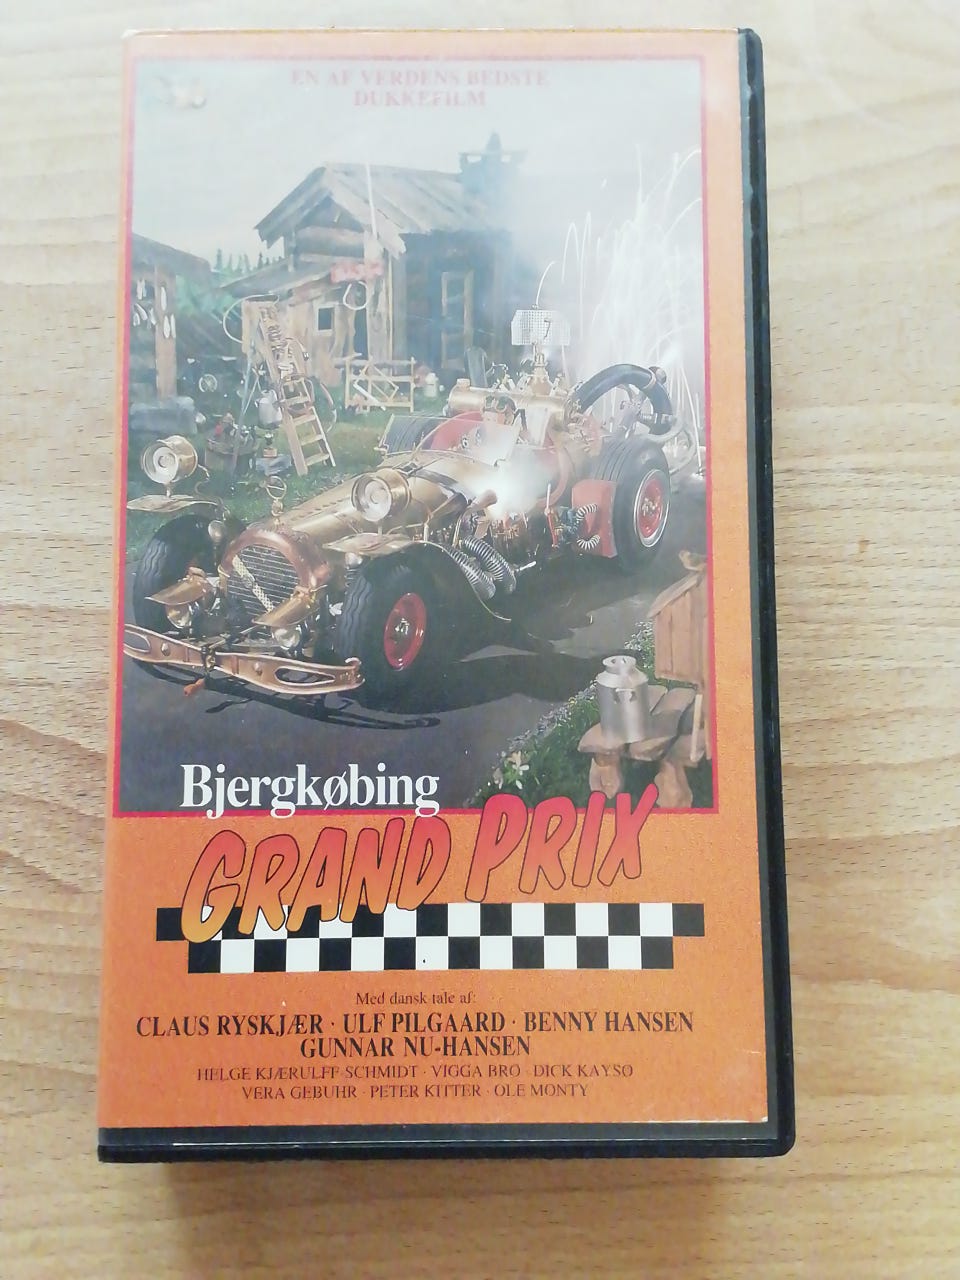 EN AF VERDENS BEDSTE
DUKKEFILM
Bjergkøbing
GRAND PRIX
Med dansk tale af:
CLAUS RYSKJÆR · ULF PILGAARD · BENNY HANSEN
GUNNAR NU-HANSEN
HELGE KJÆRULFF-SCHMIDT · VIGGA BRO · DICK KAYSØ
VERA GEBUHR · PETER KITTER · OLE MONTY